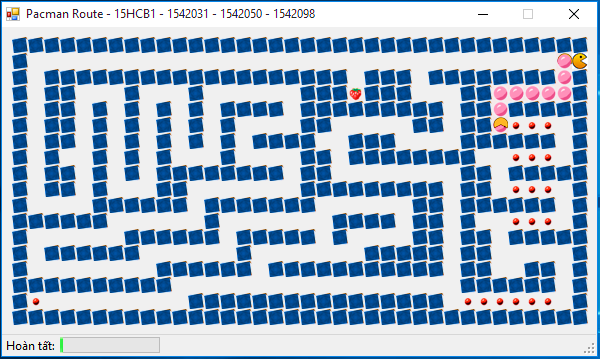 Pacman Route - 15HCB1 - 1542031 - 1542050 - 1542098
Hoàn tất: